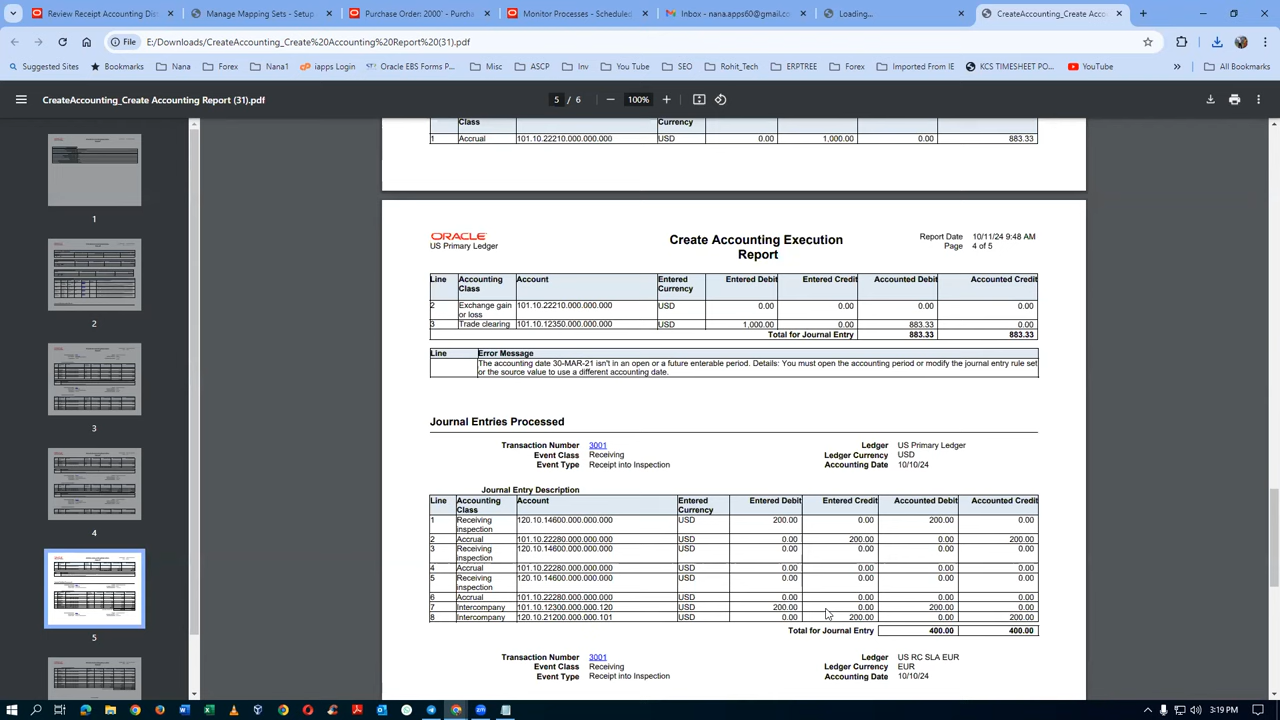 Receiving Review Accounting Disc
Manage Mapping Sets - Setup
Purchase Order: 2000
Monitor Processes - Scheduled
Inbox - nana.apps60@gmail.co
Loading...
CreateAccounting_Create Accou
File E:/Downloads/CreateAccounting_Create%20Accounting%20Report%20(31).pdf
Suggested Sites Bookmarks Nana Forex Nana1 iapps Login Oracle EBS Forms P... Misc ASCP Inv You Tube SEO Rohit_Tech ERPTREE Forex Imported From IE KCS TIMESHEET PO... YouTube » All Bookmarks
CreateAccounting_Create Accounting Report (31).pdf 5 / 6 100%
Class Currency
1 Accrual 101.10.22210.000.000.000 USD 0.00 1,000.00 0.00 883.33
ORACLE
US Primary Ledger
Create Accounting Execution
Report
Report Date 10/11/24 9:48 AM
Page 4 of 5
Line Accounting Class Account Entered Currency Entered Debit Entered Credit Accounted Debit Accounted Credit
2 Exchange gain or loss 101.10.22210.000.000.000 USD 0.00 0.00 0.00 0.00
3 Trade clearing 101.10.12350.000.000.000 USD 1,000.00 0.00 883.33 0.00
Total for Journal Entry 883.33 883.33
Line Error Message
The accounting date 30-MAR-21 isn't in an open or a future enterable period. Details: You must open the accounting period or modify the journal entry rule set
or the source value to use a different accounting date.
Journal Entries Processed
Transaction Number 3001 Ledger US Primary Ledger
Event Class Receiving Ledger Currency USD
Event Type Receipt into Inspection Accounting Date 10/10/24
Journal Entry Description
Line Accounting Class Account Entered Currency Entered Debit Entered Credit Accounted Debit Accounted Credit
1 Receiving inspection 120.10.14600.000.000.000 USD 200.00 0.00 200.00 0.00
2 Accrual 101.10.22280.000.000.000 USD 0.00 200.00 0.00 200.00
3 Receiving inspection 120.10.14600.000.000.000 USD 0.00 0.00 0.00 0.00
4 Accrual 101.10.22280.000.000.000 USD 0.00 0.00 0.00 0.00
5 Receiving inspection 120.10.14600.000.000.000 USD 0.00 0.00 0.00 0.00
6 Accrual 101.10.22280.000.000.000 USD 0.00 0.00 0.00 0.00
7 Intercompany 101.10.12300.000.000.120 USD 200.00 0.00 200.00 0.00
8 Intercompany 120.10.21200.000.000.101 USD 0.00 200.00 0.00 200.00
Total for Journal Entry 400.00 400.00
Transaction Number 3001 Ledger US RC SLA EUR
Event Class Receiving Ledger Currency EUR
Event Type Receipt into Inspection Accounting Date 10/10/24
1
2
3
4
5
3:19 PM